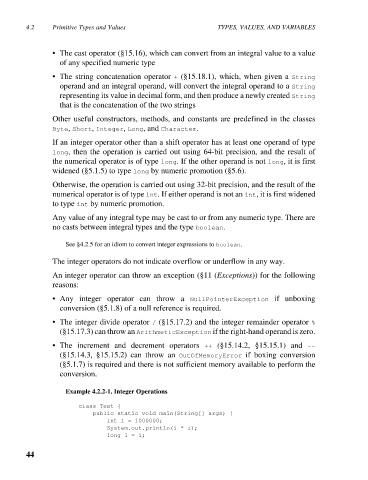 4.2 Primitive Types and Values TYPES, VALUES, AND VARIABLES
• The cast operator (§15.16), which can convert from an integral value to a value
of any specified numeric type
• The string concatenation operator + (§15.18.1), which, when given a String
operand and an integral operand, will convert the integral operand to a String
representing its value in decimal form, and then produce a newly created String
that is the concatenation of the two strings
Other useful constructors, methods, and constants are predefined in the classes
Byte, Short, Integer, Long, and Character.
If an integer operator other than a shift operator has at least one operand of type
long, then the operation is carried out using 64-bit precision, and the result of
the numerical operator is of type long. If the other operand is not long, it is first
widened (§5.1.5) to type long by numeric promotion (§5.6).
Otherwise, the operation is carried out using 32-bit precision, and the result of the
numerical operator is of type int. If either operand is not an int, it is first widened
to type int by numeric promotion.
Any value of any integral type may be cast to or from any numeric type. There are
no casts between integral types and the type boolean.
See §4.2.5 for an idiom to convert integer expressions to boolean.
The integer operators do not indicate overflow or underflow in any way.
An integer operator can throw an exception (§11 (Exceptions)) for the following
reasons:
• Any integer operator can throw a NullPointerException if unboxing
conversion (§5.1.8) of a null reference is required.
• The integer divide operator / (§15.17.2) and the integer remainder operator %
(§15.17.3) can throw an ArithmeticException if the right-hand operand is zero.
• The increment and decrement operators ++ (§15.14.2, §15.15.1) and --
(§15.14.3, §15.15.2) can throw an OutOfMemoryError if boxing conversion
(§5.1.7) is required and there is not sufficient memory available to perform the
conversion.
Example 4.2.2-1. Integer Operations
class Test {
public static void main(String[] args) {
int i = 1000000;
System.out.println(i * i);
long l = i;
44